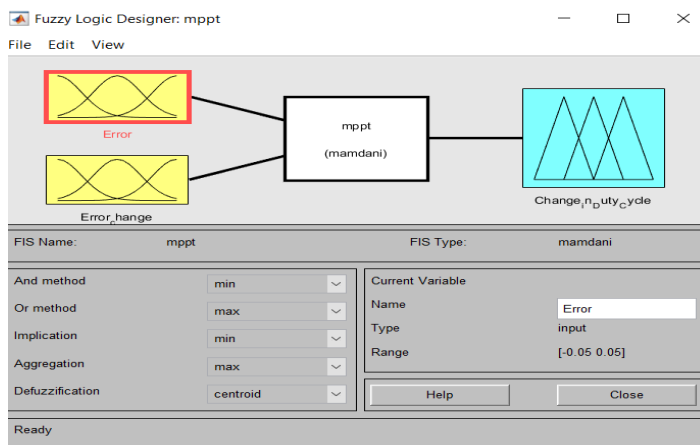 Fuzzy Logic Designer: mppt
File Edit View
Error
Error_change
mppt
(mamdani)
Change_in_Duty_Cycle
FIS Name: mppt FIS Type: mamdani
And method min
Or method max
Implication min
Aggregation max
Defuzzification centroid
Current Variable
Name Error
Type input
Range [-0.05 0.05]
Help Close
Ready